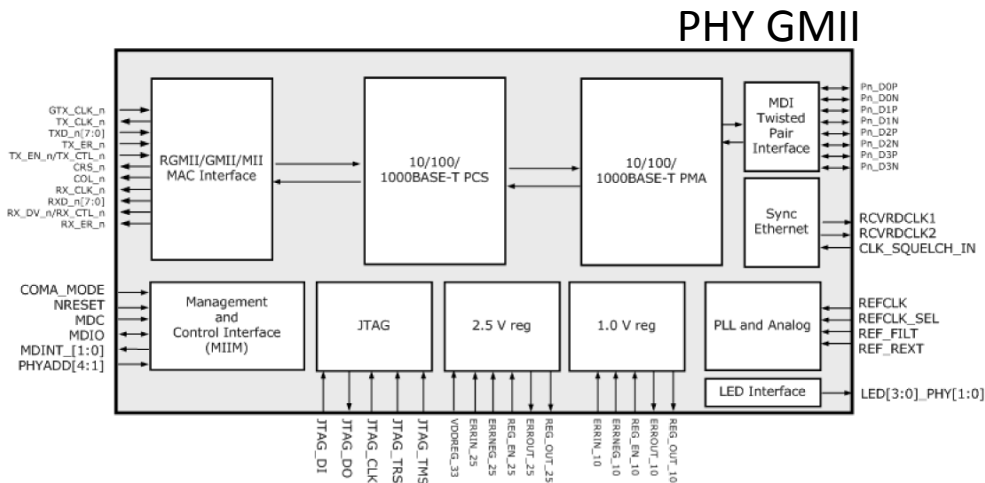 PHY GMII
GTX_CLK_n
TX_CLK_n
TXD_n[7:0]
TX_ER_n
TX_EN_n/TX_CTL_n
CRS_n
COL_n
RX_CLK_n
RXD_n[7:0]
RX_DV_n/RX_CTL_n
RX_ER_n
RGMII/GMII/MII
MAC Interface
10/100/
1000BASE-T PCS
10/100/
1000BASE-T PMA
MDI
Twisted
Pair
Interface
Pn_D0P
Pn_D0N
Pn_D1P
Pn_D1N
Pn_D2P
Pn_D2N
Pn_D3P
Pn_D3N
Sync
Ethernet
RCVRDCLK1
RCVRDCLK2
CLK_SQUELCH_IN
COMA_MODE
NRESET
MDC
MDIO
MDINT_[1:0]
PHYADD[4:1]
Management
and
Control Interface
(MIIM)
JTAG
2.5 V reg
1.0 V reg
PLL and Analog
REFCLK
REFCLK_SEL
REF_FILT
REF_REXT
LED Interface
LED[3:0]_PHY[1:0]
JTAG_DI
JTAG_DO
JTAG_CLK
JTAG_TRS
JTAG_TMS
VDDREG_33
ERRIN_25
ERRNEG_25
REG_EN_25
ERROUT_25
REG_OUT_25
ERRIN_10
ERRNEG_10
REG_EN_10
ERROUT_10
REG_OUT_10